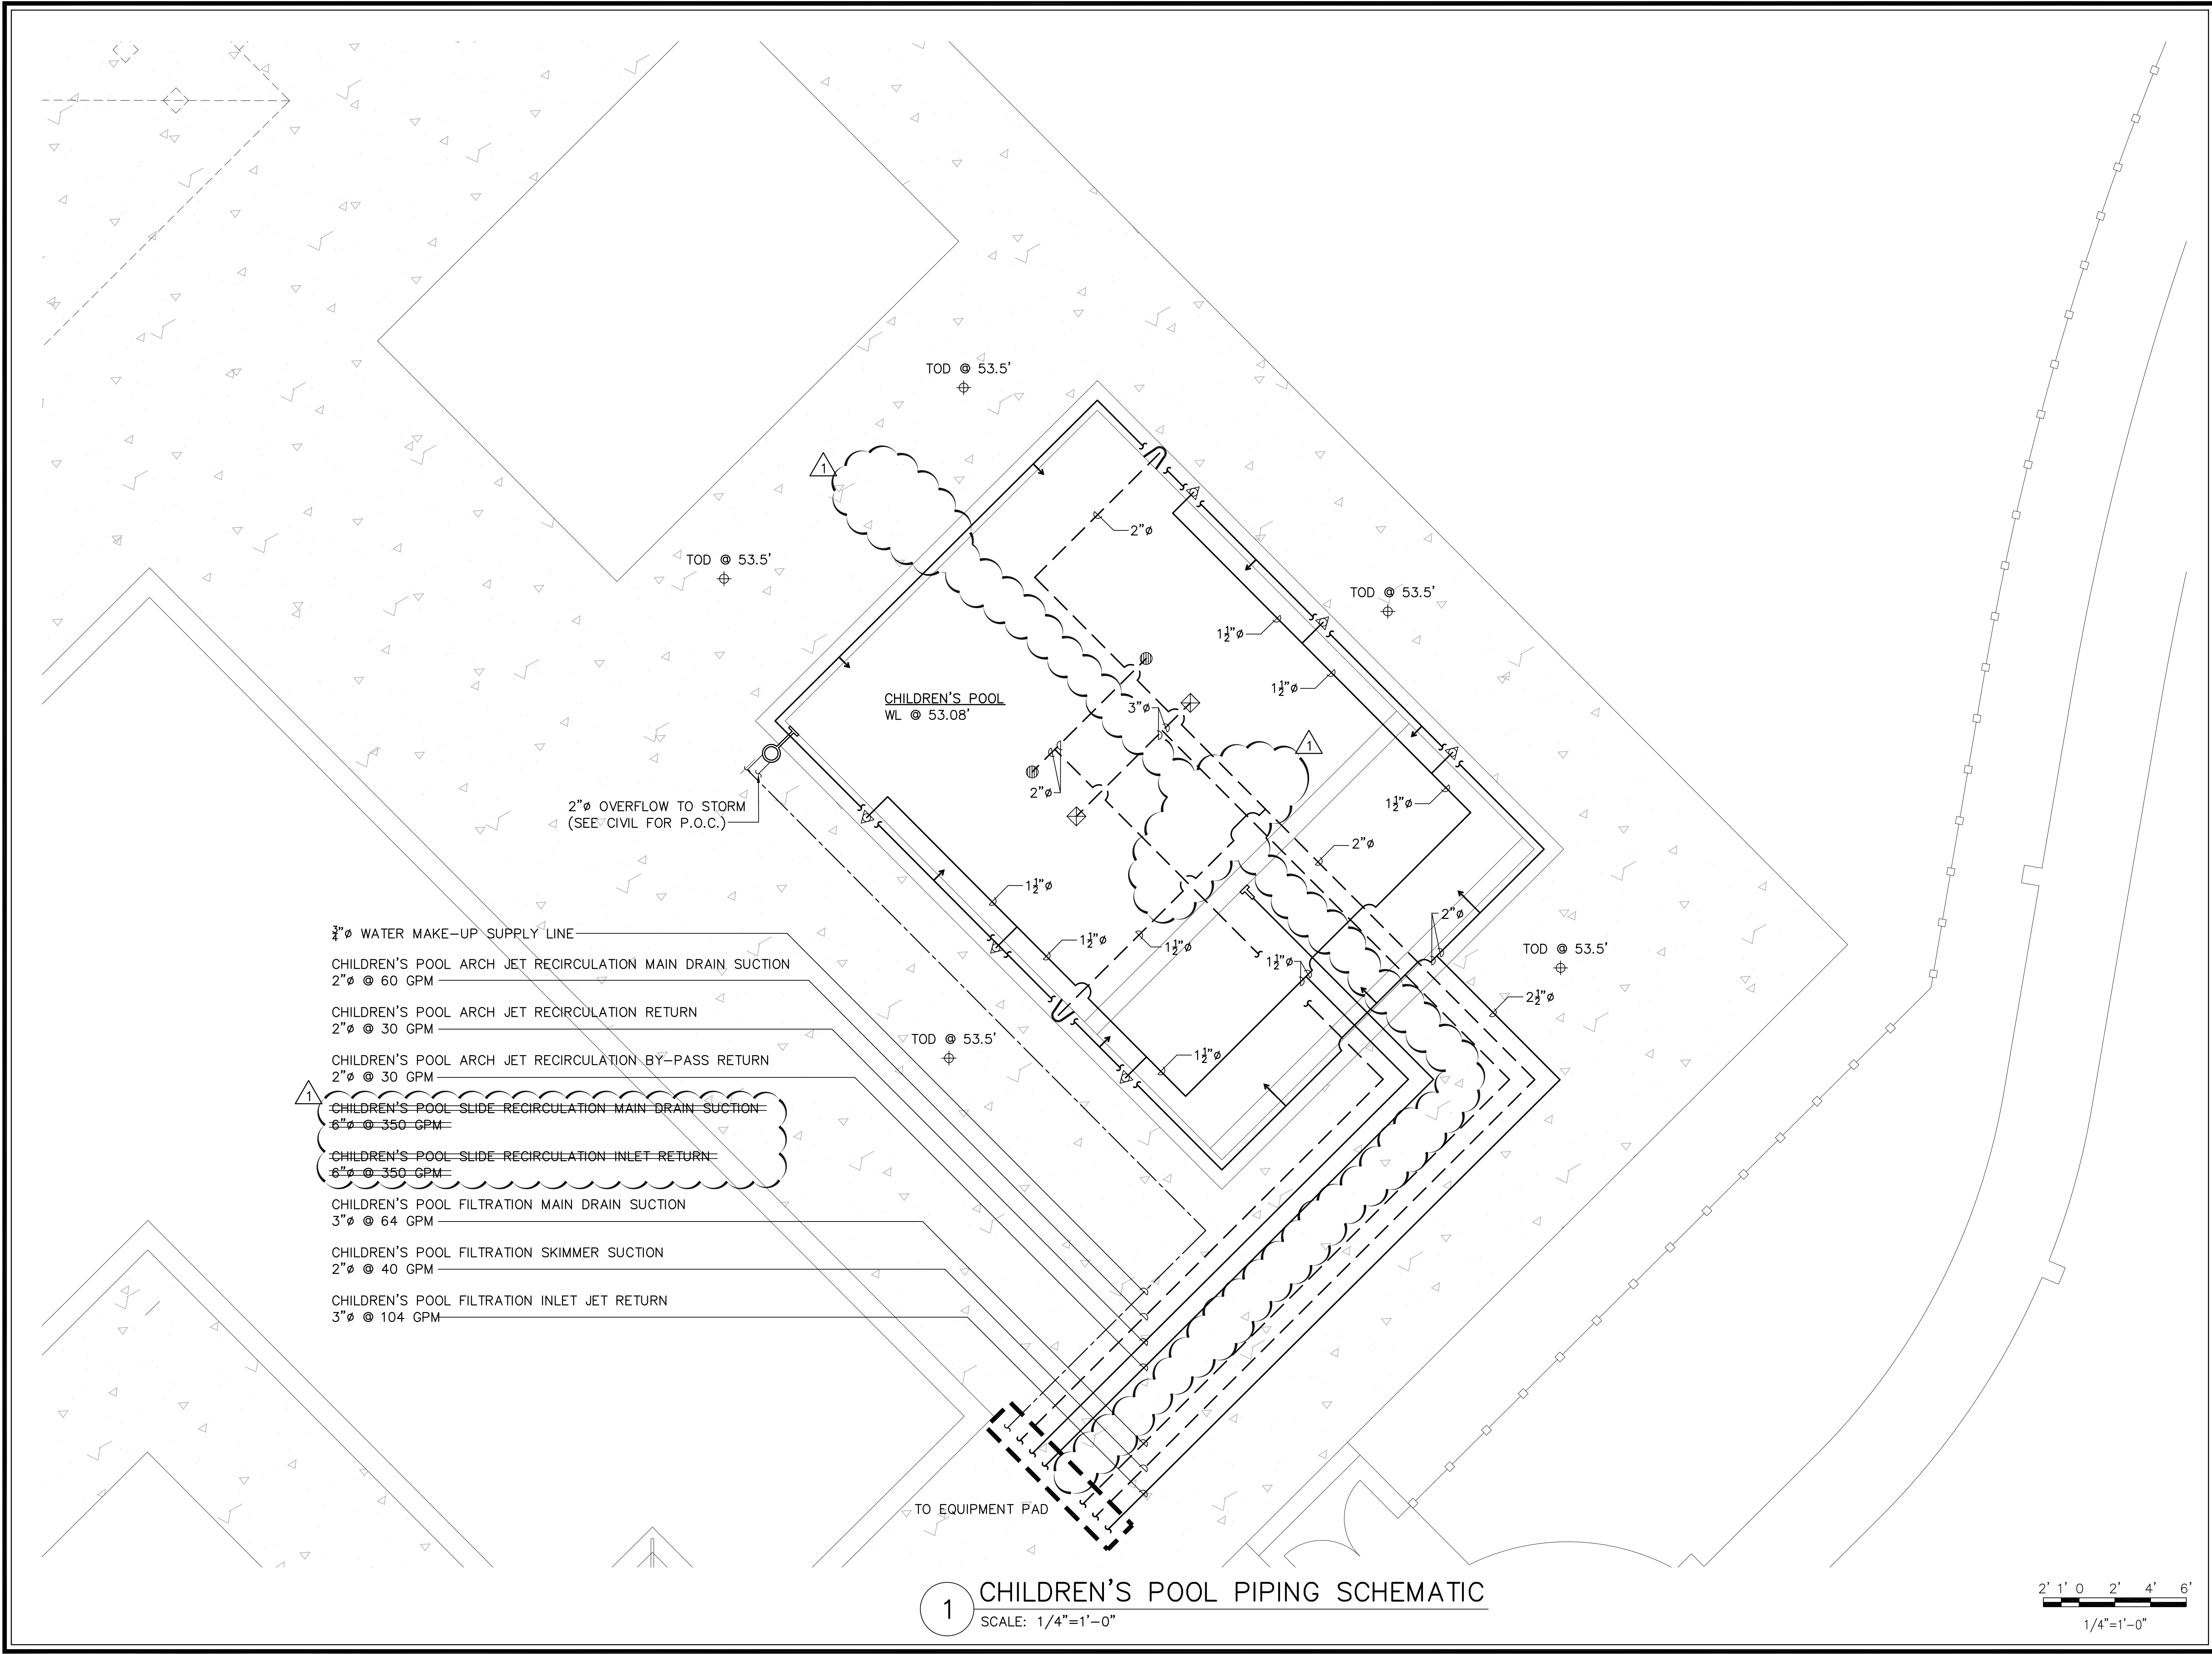 TOD @ 53.5'
1
TOD @ 53.5'
2"ø
TOD @ 53.5'
1½"ø
1½"ø
CHILDREN'S POOL
WL @ 53.08'
3"ø
1
2"ø
1½"ø
2"ø OVERFLOW TO STORM
(SEE CIVIL FOR P.O.C.)
2"ø
1½"ø
2"ø
1½"ø
1½"ø
TOD @ 53.5'
1½"ø
2½"ø
TOD @ 53.5'
1½"ø
¾"ø WATER MAKE-UP SUPPLY LINE
CHILDREN'S POOL ARCH JET RECIRCULATION MAIN DRAIN SUCTION
2"ø @ 60 GPM
CHILDREN'S POOL ARCH JET RECIRCULATION RETURN
2"ø @ 30 GPM
CHILDREN'S POOL ARCH JET RECIRCULATION BY-PASS RETURN
2"ø @ 30 GPM
1
CHILDREN'S POOL SLIDE RECIRCULATION MAIN DRAIN SUCTION
6"ø @ 350 GPM
CHILDREN'S POOL SLIDE RECIRCULATION INLET RETURN
6"ø @ 350 GPM
CHILDREN'S POOL FILTRATION MAIN DRAIN SUCTION
3"ø @ 64 GPM
CHILDREN'S POOL FILTRATION SKIMMER SUCTION
2"ø @ 40 GPM
CHILDREN'S POOL FILTRATION INLET JET RETURN
3"ø @ 104 GPM
TO EQUIPMENT PAD
1
CHILDREN'S POOL PIPING SCHEMATIC
SCALE: 1/4"=1'-0"
2' 1' 0 2' 4' 6'
1/4"=1'-0"